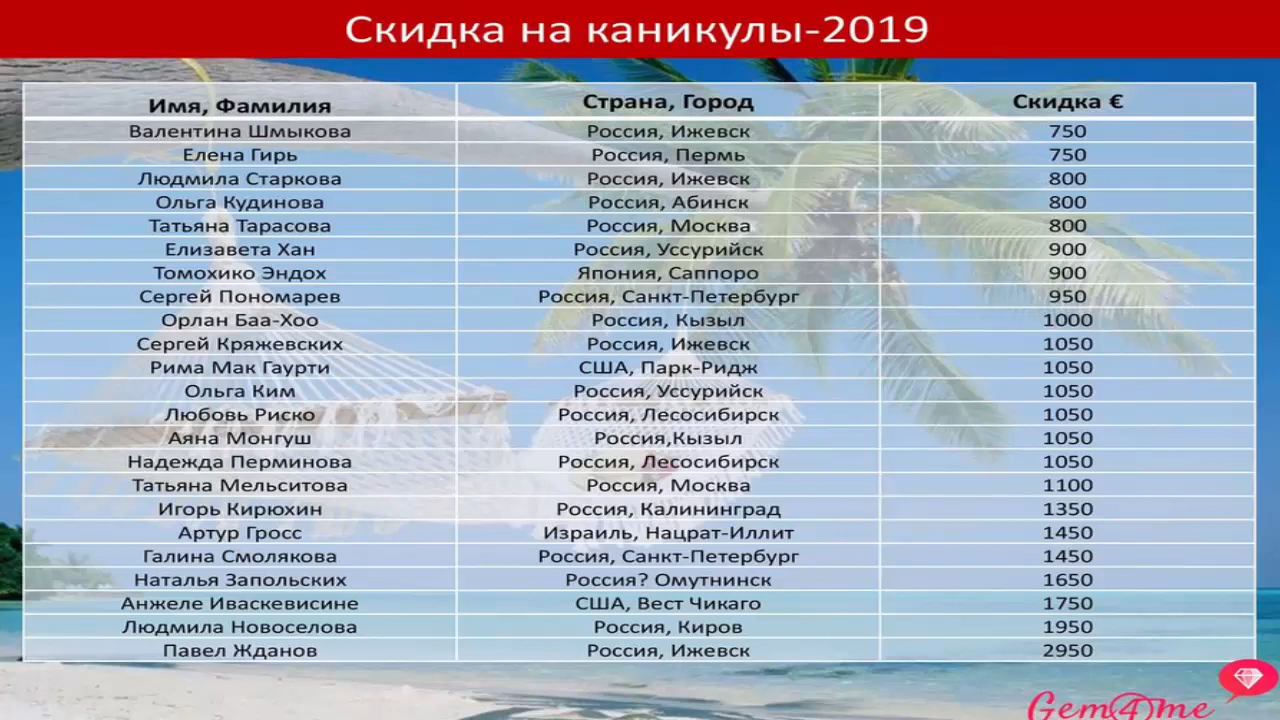 Скидка на каникулы-2019
Имя, Фамилия Страна, Город Скидка €
Валентина Шмыкова Россия, Ижевск 750
Елена Гирь Россия, Пермь 750
Людмила Старкова Россия, Ижевск 800
Ольга Кудинова Россия, Абинск 800
Татьяна Тарасова Россия, Москва 800
Елизавета Хан Россия, Уссурийск 900
Томохико Эндох Япония, Саппоро 900
Сергей Пономарев Россия, Санкт-Петербург 950
Орлан Баа-Хоо Россия, Кызыл 1000
Сергей Кряжевских Россия, Ижевск 1050
Рима Мак Гаурти США, Парк-Ридж 1050
Ольга Ким Россия, Уссурийск 1050
Любовь Риско Россия, Лесосибирск 1050
Аяна Монгуш Россия,Кызыл 1050
Надежда Перминова Россия, Лесосибирск 1050
Татьяна Мельситова Россия, Москва 1100
Игорь Кирюхин Россия, Калининград 1350
Артур Гросс Израиль, Нацрат-Иллит 1450
Галина Смолякова Россия, Санкт-Петербург 1450
Наталья Запольских Россия? Омутнинск 1650
Анжеле Иваскевисине США, Вест Чикаго 1750
Людмила Новоселова Россия, Киров 1950
Павел Жданов Россия, Ижевск 2950
Gem4me